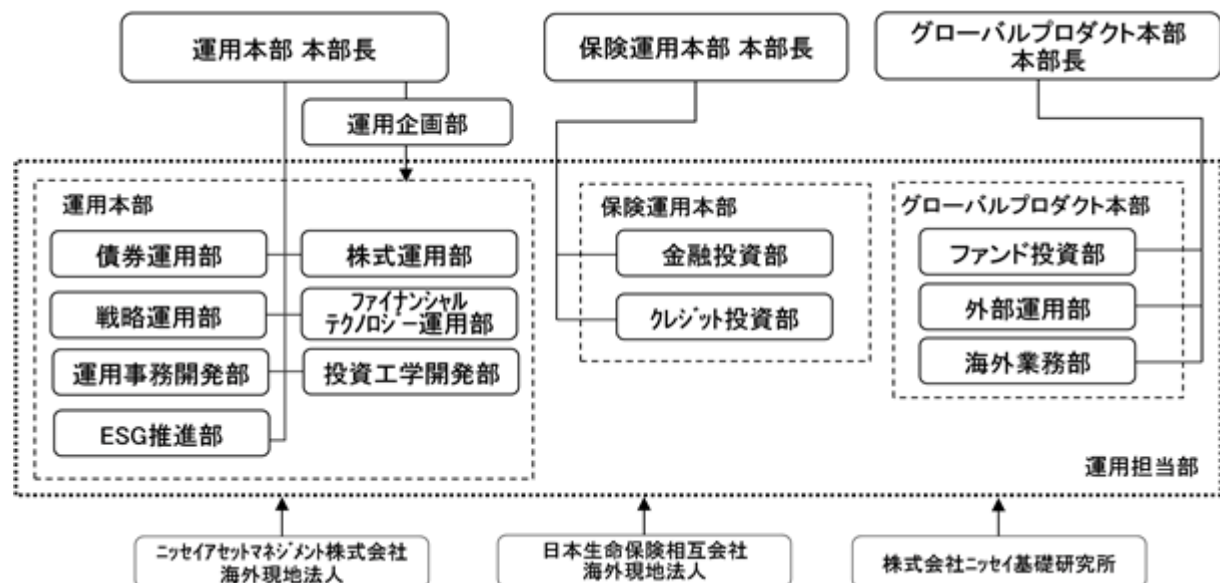 運用本部 本部長
保険運用本部 本部長
グローバルプロダクト本部
本部長
運用企画部
運用本部
債券運用部
株式運用部
戦略運用部
ファイナンシャル
テクノロジー運用部
運用事務開発部
投資工学開発部
ESG推進部
保険運用本部
金融投資部
クレジット投資部
グローバルプロダクト本部
ファンド投資部
外部運用部
海外業務部
運用担当部
ニッセイアセットマネジメント株式会社
海外現地法人
日本生命保険相互会社
海外現地法人
株式会社ニッセイ基礎研究所